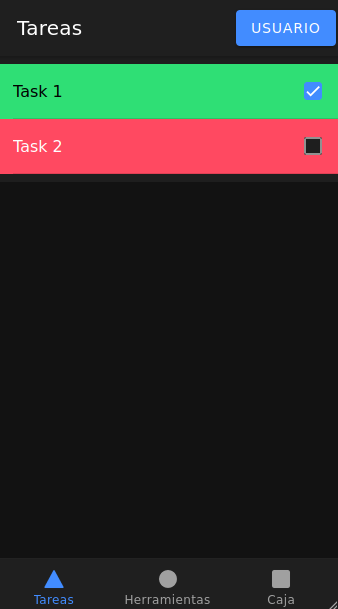 Tareas
USUARIO
Task 1
Task 2
Tareas
Herramientas
Caja